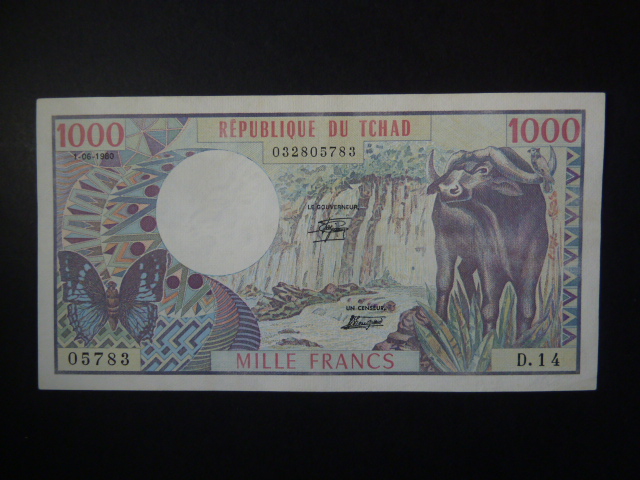 1000
RÉPUBLIQUE DU TCHAD
1000
1-06-1980
032805783
LE GOUVERNEUR,
UN CENSEUR,
05783
MILLE FRANCS
D.14